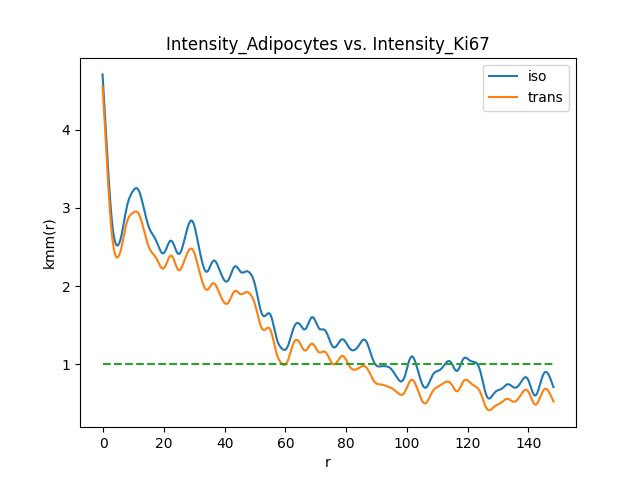 Intensity_Adipocytes vs. Intensity_Ki67
iso
trans
kmm(r)
4
3
2
1
0 20 40 60 80 100 120 140
r